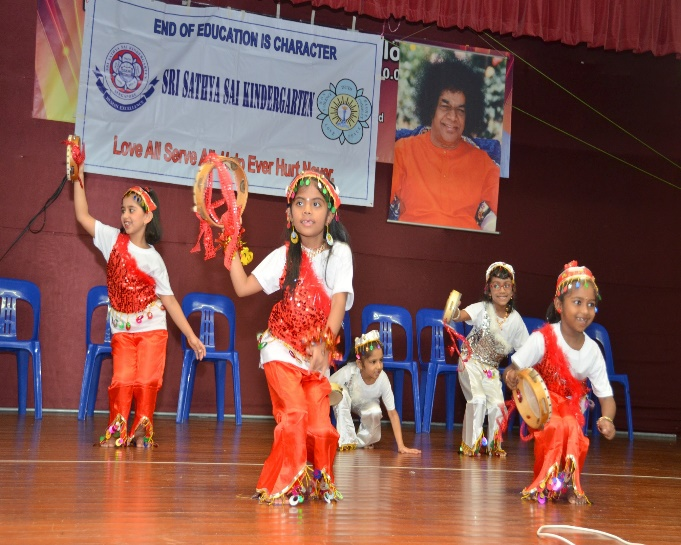 END OF EDUCATION IS CHARACTER
SRI SATHYA SAI KINDERGARTEN
Love All Serve All Help Ever Hurt Never